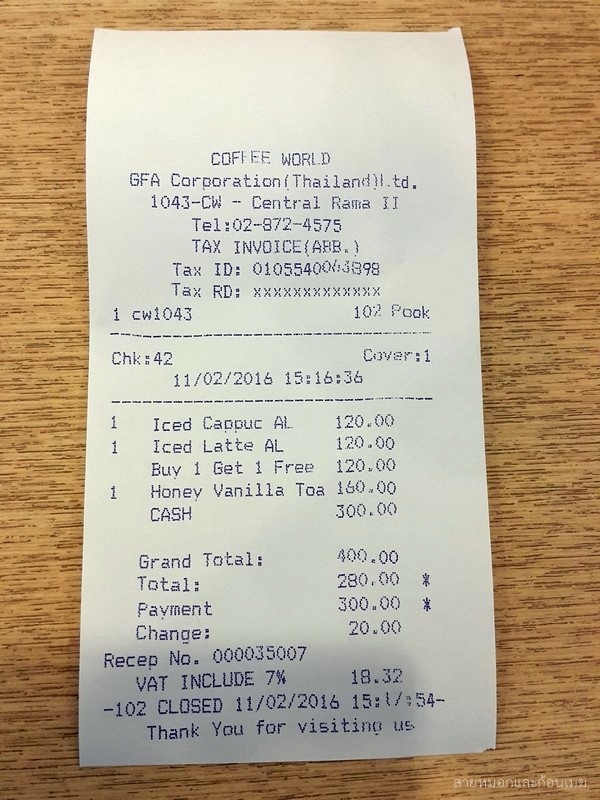 COFFEE WORLD
GFA Corporation(Thailand)Ltd.
1043-CW - Central Rama II
Tel:02-872-4575
TAX INVOICE(ABB.)
Tax ID: 0105540063898
Tax RD: xxxxxxxxxxxxx
1 cw1043 102 Pook
Chk:42 Cover:1
11/02/2016 15:16:36
1 Iced Cappuc AL 120.00
1 Iced Latte AL 120.00
Buy 1 Get 1 Free 120.00
1 Honey Vanilla Toa 160.00
CASH 300.00
Grand Total: 400.00
Total: 280.00 *
Payment 300.00 *
Change: 20.00
Recep No. 000035007
VAT INCLUDE 7% 18.32
-102 CLOSED 11/02/2016 15:17:54-
Thank You for visiting us
สายหมอกและก้อนเมฆ